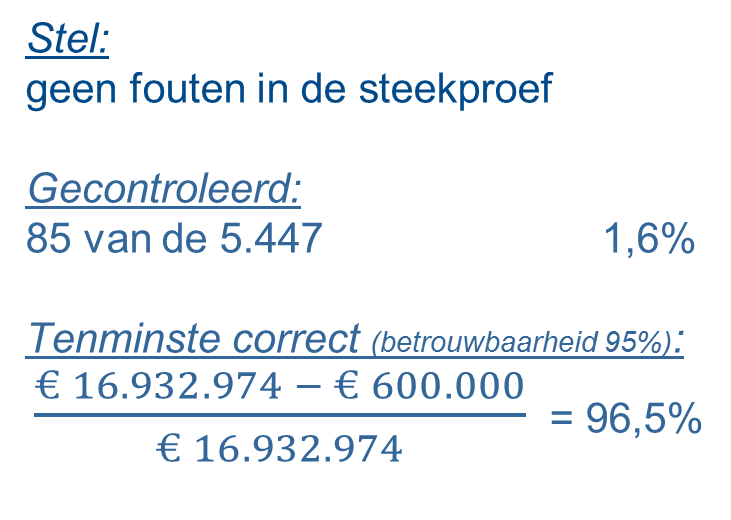 Stel:
geen fouten in de steekproef
Gecontroleerd:
85 van de 5.447 1,6%
Tenminste correct (betrouwbaarheid 95%):
€ 16.932.974 − € 600.000
= 96,5%
€ 16.932.974